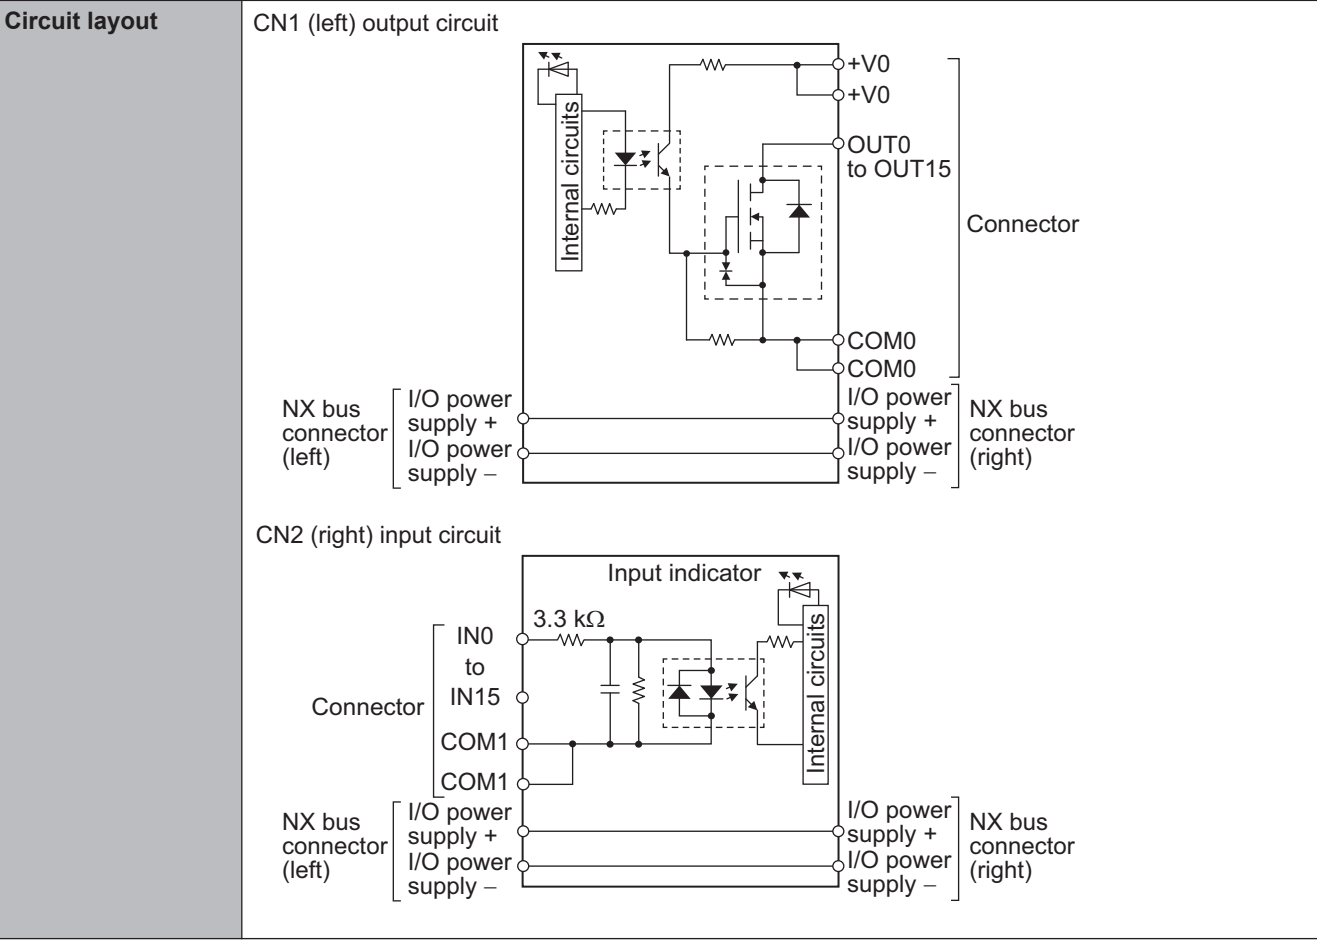 Circuit layout
CN1 (left) output circuit
+V0
+V0
OUT0
to OUT15
Internal circuits
Connector
COM0
COM0
NX bus
connector
(left)
I/O power
supply +
I/O power
supply –
I/O power
supply +
I/O power
supply –
NX bus
connector
(right)
CN2 (right) input circuit
Input indicator
3.3 kΩ
IN0
to
IN15
Connector
COM1
COM1
Internal circuits
NX bus
connector
(left)
I/O power
supply +
I/O power
supply –
I/O power
supply +
I/O power
supply –
NX bus
connector
(right)